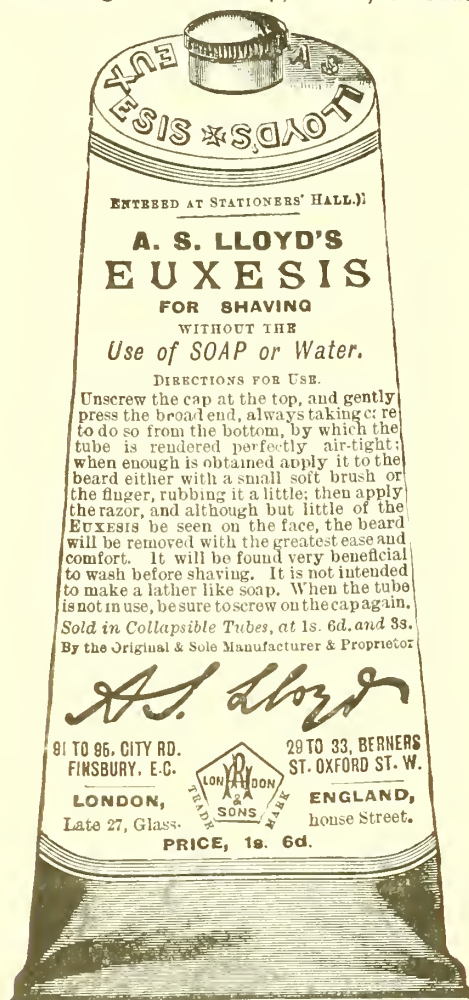 A. S. LLOYD'S EUXESIS
ENTERED AT STATIONERS' HALL.)
A. S. LLOYD'S
EUXESIS
FOR SHAVING
WITHOUT THE
Use of SOAP or Water.
DIRECTIONS FOR USE.
Unscrew the cap at the top, and gently
press the broad end, always taking care
to do so from the bottom, by which the
tube is rendered perfectly air-tight;
when enough is obtained apply it to the
beard either with a small soft brush or
the finger, rubbing it a little; then apply
the razor, and although but little of the
EUXESIS be seen on the face, the beard
will be removed with the greatest ease and
comfort. It will be found very beneficial
to wash before shaving. It is not intended
to make a lather like soap. When the tube
is not in use, be sure to screw on the cap again.
Sold in Collapsible Tubes, at 1s. 6d. and 3s.
By the Original & Sole Manufacturer & Proprietor
A.S. Lloyd
91 TO 95, CITY RD.
FINSBURY. E.C.
LONDON,
Late 27, Glass-
LONDON
& SONS
TRADE MARK
29 TO 33, BERNERS
ST. OXFORD ST. W.
ENGLAND,
house Street.
PRICE, 1s. 6d.